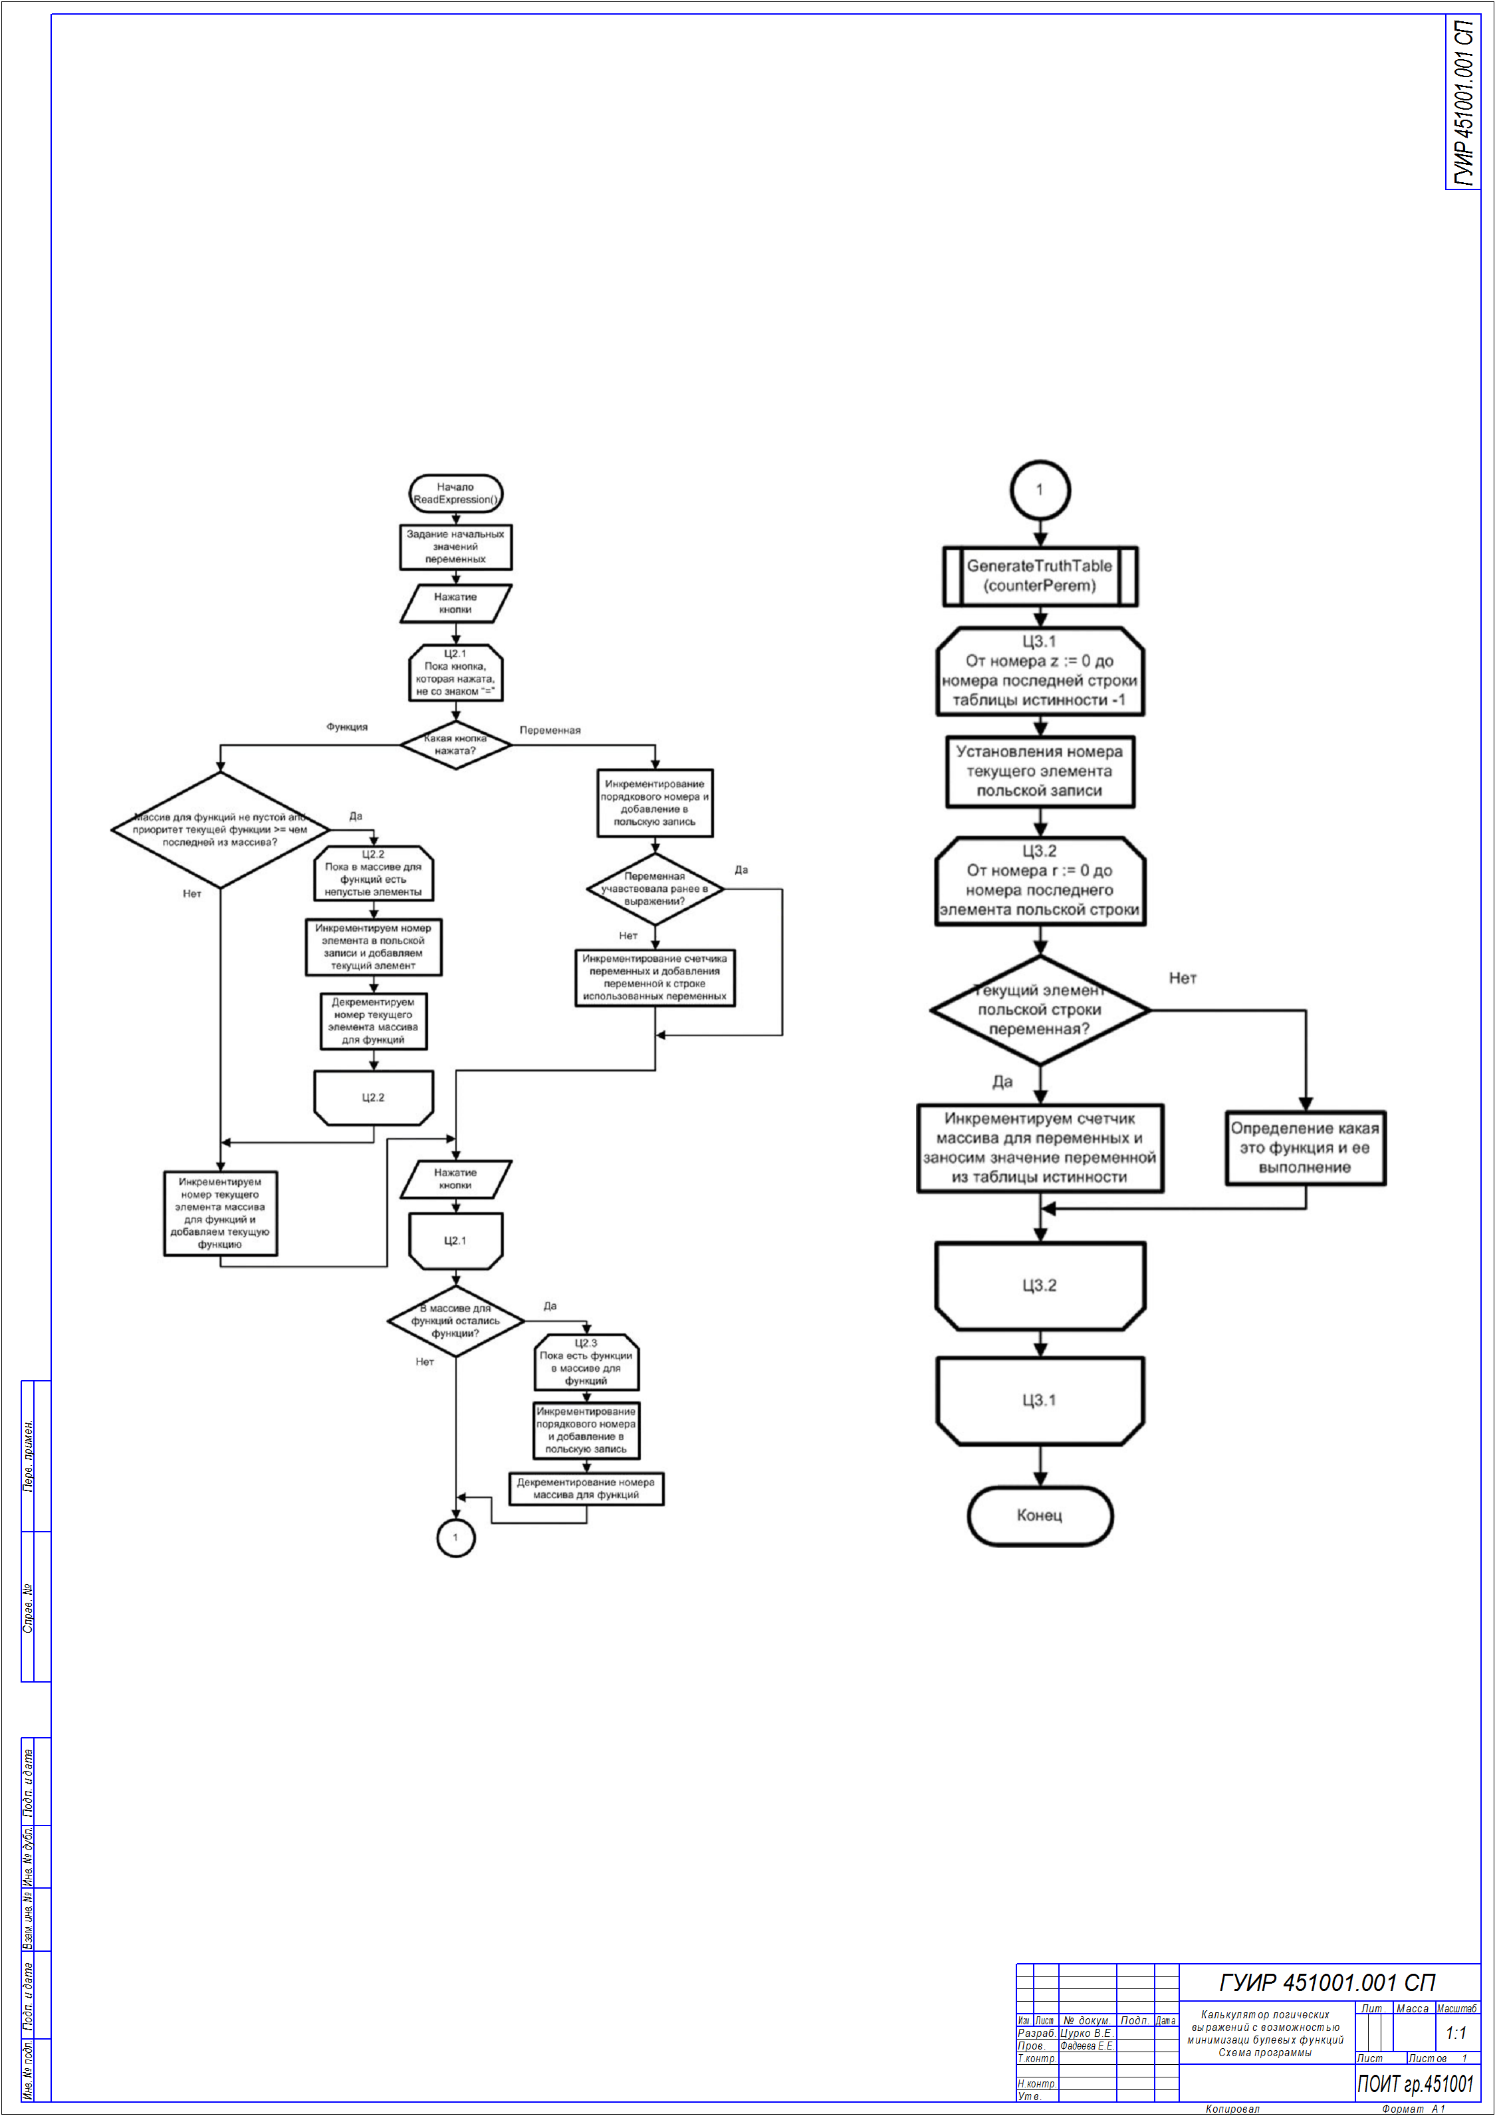 ГУИР 451001.001 СП
Начало
ReadExpression()
Задание начальных
значений
переменных
Нажатие
кнопки
Ц2.1
Пока кнопка,
которая нажата,
не со знаком "="
Какая кнопка
нажата?
Функция
Переменная
Массив для функций не пустой and
приоритет текущей функции >= чем
последней из массива?
Да
Нет
Ц2.2
Пока в массиве для
функций есть
непустые элементы
Инкрементируем номер
элемента в польской
записи и добавляем
текущий элемент
Декрементируем
номер текущего
элемента массива
для функций
Ц2.2
Инкрементируем
номер текущего
элемента массива
для функций и
добавляем текущую
функцию
Инкрементирование
порядкового номера и
добавление в
польскую запись
Переменная
учавствовала ранее в
выражении?
Да
Нет
Инкрементирование счетчика
переменных и добавления
переменной к строке
использованных переменных
Нажатие
кнопки
Ц2.1
В массиве для
функций остались
функции?
Да
Нет
Ц2.3
Пока есть функции
в массиве для
функций
Инкрементирование
порядкового номера
и добавление в
польскую запись
Декрементирование номера
массива для функций
1
1
GenerateTruthTable
(counterPerem)
Ц3.1
От номера z := 0 до
номера последней строки
таблицы истинности -1
Установления номера
текущего элемента
польской записи
Ц3.2
От номера r := 0 до
номера последнего
элемента польской строки
Текущий элемент
польской строки
переменная?
Нет
Да
Инкрементируем счетчик
массива для переменных и
заносим значение переменной
из таблицы истинности
Определение какая
это функция и ее
выполнение
Ц3.2
Ц3.1
Конец
Перв. примен.
Справ. №
Подп. и дата
Инв. № дубл.
Взам. инв. №
Подп. и дата
Инв. № подл.
ГУИР 451001.001 СП
Калькулятор логических
выражений с возможностью
минимизаци булевых функций
Схема программы
Лит Масса Масштаб
1:1
Лист Листов 1
ПОИТ гр.451001
Изм Лист № докум. Подп. Дата
Разраб. Цурко В.Е.
Пров. Фадеева Е.Е.
Т.контр.
Н.контр.
Утв.
Копировал Формат А1